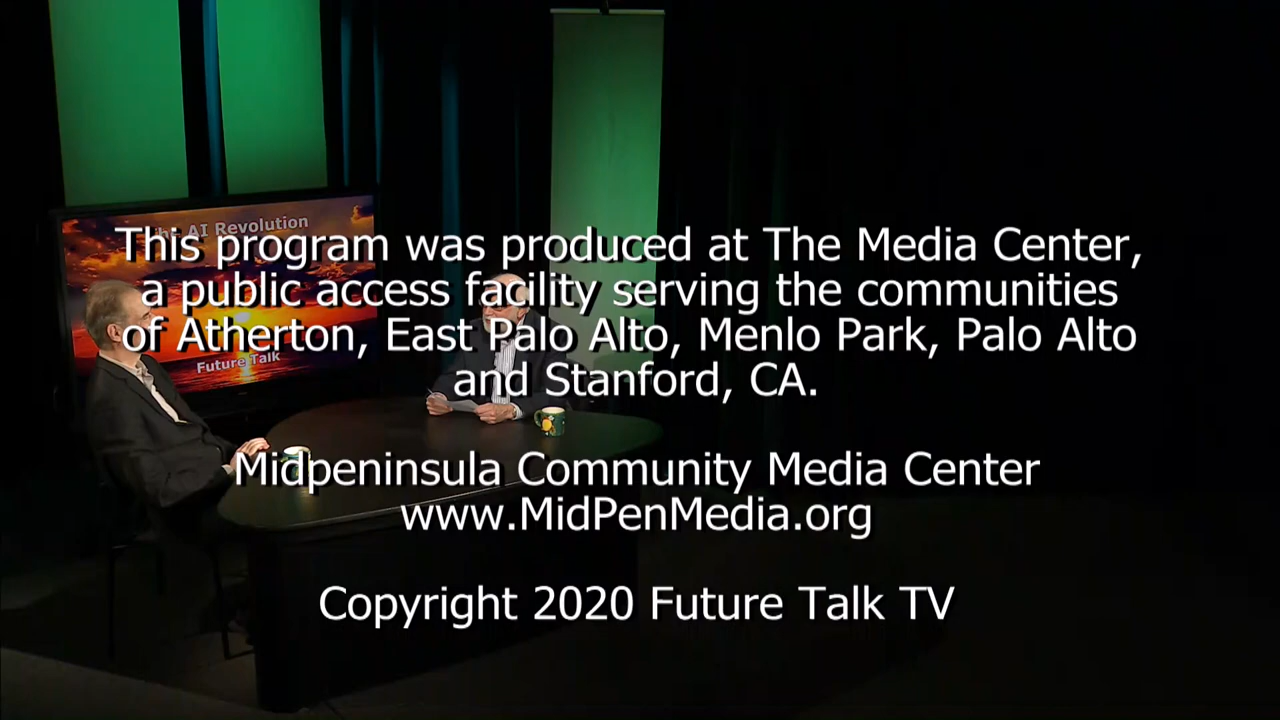 The AI Revolution
This program was produced at The Media Center,
a public access facility serving the communities
of Atherton, East Palo Alto, Menlo Park, Palo Alto
and Stanford, CA.
Future Talk
Midpeninsula Community Media Center
www.MidPenMedia.org
Copyright 2020 Future Talk TV